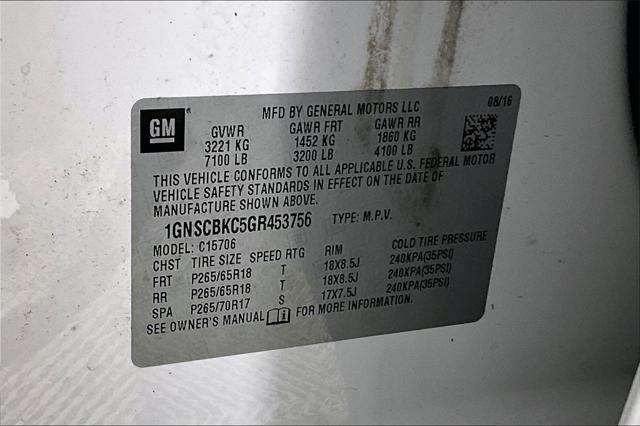 GM
MFD BY GENERAL MOTORS LLC 08/16
GVWR GAWR FRT GAWR RR
3221 KG 1452 KG 1860 KG
7100 LB 3200 LB 4100 LB
THIS VEHICLE CONFORMS TO ALL APPLICABLE U.S. FEDERAL MOTOR
VEHICLE SAFETY STANDARDS IN EFFECT ON THE DATE OF
MANUFACTURE SHOWN ABOVE.
1GNSCBKC5GR453756 TYPE: M.P.V.
MODEL: C15706
CHST TIRE SIZE SPEED RTG RIM COLD TIRE PRESSURE
FRT P265/65R18 T 18X8.5J 240KPA(35PSI)
RR P265/65R18 T 18X8.5J 240KPA(35PSI)
SPA P265/70R17 S 17X7.5J 240KPA(35PSI)
SEE OWNER'S MANUAL FOR MORE INFORMATION.